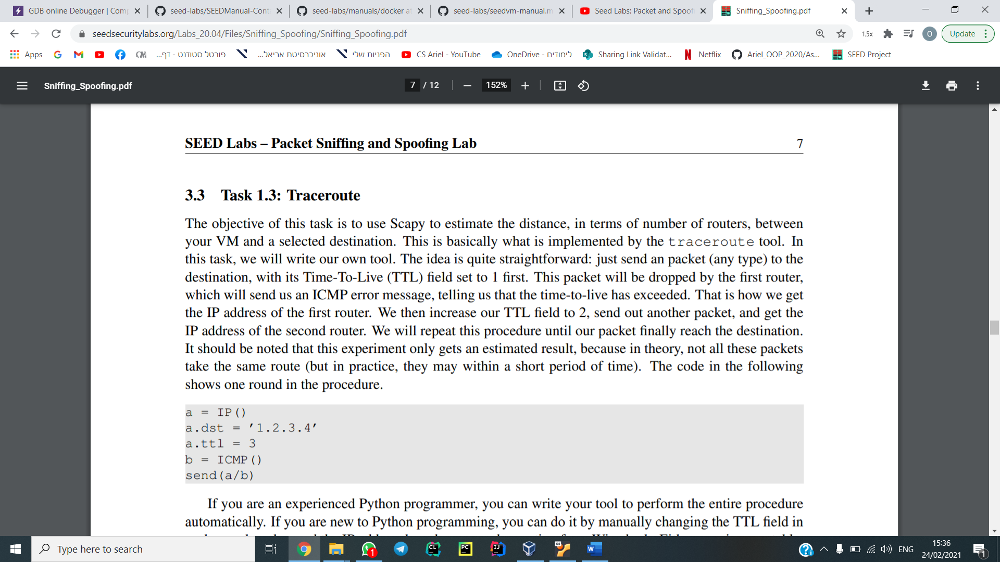 GDB online Debugger | Comp
seed-labs/SEEDManual-Cont
seed-labs/manuals/docker at
seed-labs/seedvm-manual.m
Seed Labs: Packet and Spoof
Sniffing_Spoofing.pdf
seedsecuritylabs.org/Labs_20.04/Files/Sniffing_Spoofing/Sniffing_Spoofing.pdf
1.5x
O
Update
Apps
פורטל סטודנט - דף...
אוניברסיטת אריאל...
הפניות שלי
CS Ariel - YouTube
OneDrive - לימודים
Sharing Link Validat...
Netflix
Ariel_OOP_2020/As...
SEED Project
Sniffing_Spoofing.pdf
7 / 12
152%
SEED Labs – Packet Sniffing and Spoofing Lab 7
3.3 Task 1.3: Traceroute
The objective of this task is to use Scapy to estimate the distance, in terms of number of routers, between
your VM and a selected destination. This is basically what is implemented by the traceroute tool. In
this task, we will write our own tool. The idea is quite straightforward: just send an packet (any type) to the
destination, with its Time-To-Live (TTL) field set to 1 first. This packet will be dropped by the first router,
which will send us an ICMP error message, telling us that the time-to-live has exceeded. That is how we get
the IP address of the first router. We then increase our TTL field to 2, send out another packet, and get the
IP address of the second router. We will repeat this procedure until our packet finally reach the destination.
It should be noted that this experiment only gets an estimated result, because in theory, not all these packets
take the same route (but in practice, they may within a short period of time). The code in the following
shows one round in the procedure.
a = IP()
a.dst = ’1.2.3.4’
a.ttl = 3
b = ICMP()
send(a/b)
If you are an experienced Python programmer, you can write your tool to perform the entire procedure
automatically. If you are new to Python programming, you can do it by manually changing the TTL field in
Type here to search
1
CL
PC
IJ
64
W
ENG
15:36
24/02/2021
1